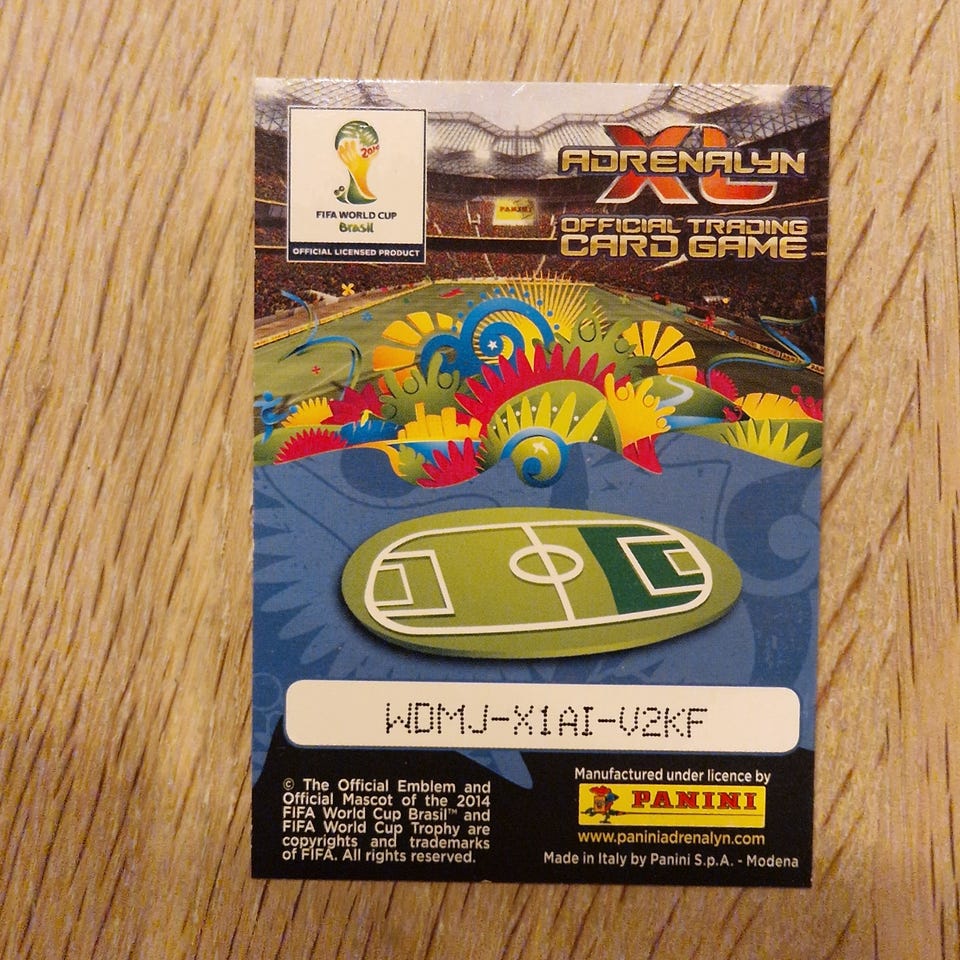 2014
FIFA WORLD CUP
Brasil
OFFICIAL LICENSED PRODUCT
ADRENALYN
XL
OFFICIAL TRADING
CARD GAME
PANINI
WDMJ-X1AI-V2KF
© The Official Emblem and
Official Mascot of the 2014
FIFA World Cup Brasil™ and
FIFA World Cup Trophy are
copyrights and trademarks
of FIFA. All rights reserved.
Manufactured under licence by
PANINI
www.paniniadrenalyn.com
Made in Italy by Panini S.p.A. - Modena